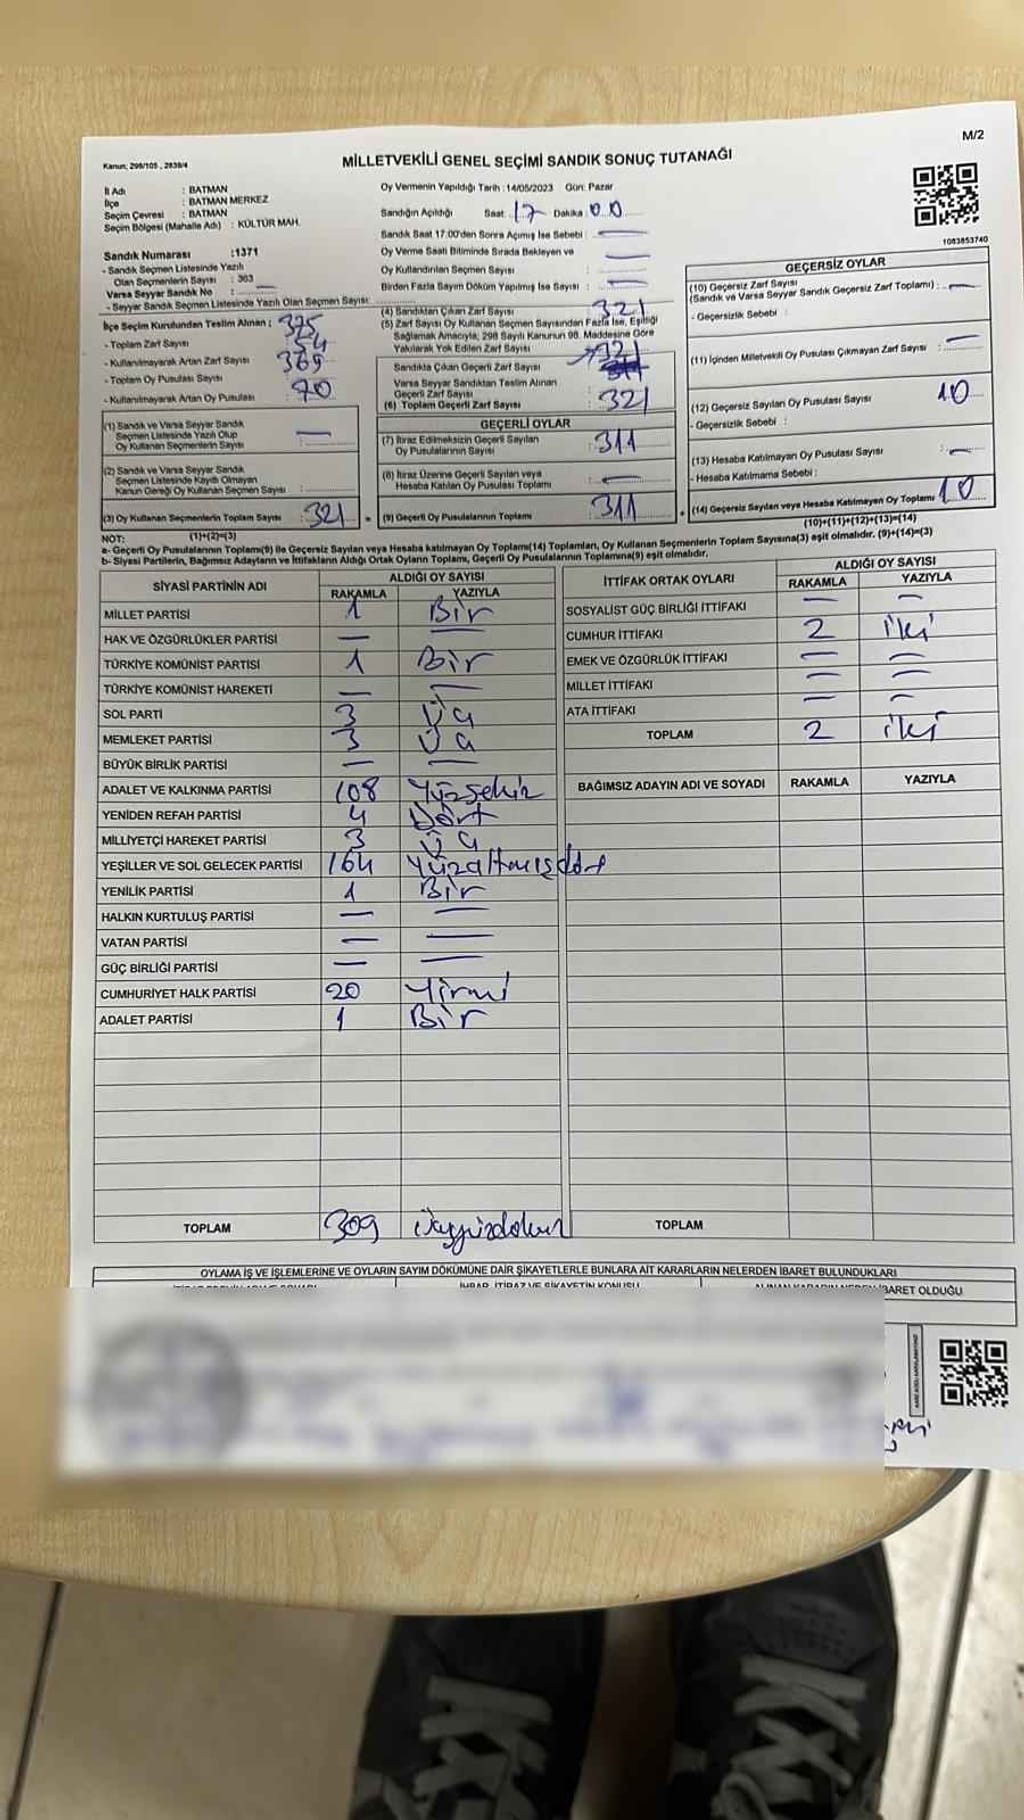 M/2
Kanun; 298/105 , 2839/4
MİLLETVEKİLİ GENEL SEÇİMİ SANDIK SONUÇ TUTANAĞI
İl Adı : BATMAN
İlçe : BATMAN MERKEZ
Seçim Çevresi : BATMAN
Seçim Bölgesi (Mahalle Adı) : KÜLTÜR MAH.
Oy Vermenin Yapıldığı Tarih : 14/05/2023 Gün: Pazar
Sandığın Açıldığı Saat : 17 Dakika : 00
Sandık Saat 17:00'den Sonra Açılmış İse Sebebi : —
Oy Verme Saati Bitiminde Sırada Bekleyen ve
Oy Kullandırılan Seçmen Sayısı : —
Birden Fazla Sayım Döküm Yapılmış İse Sayısı : —
1083853740
Sandık Numarası :1371
- Sandık Seçmen Listesinde Yazılı
Olan Seçmenlerin Sayısı : 363
Varsa Seyyar Sandık No : —
- Seyyar Sandık Seçmen Listesinde Yazılı Olan Seçmen Sayısı:
İlçe Seçim Kurulundan Teslim Alınan : 375
- Toplam Zarf Sayısı
- Kullanılmayarak Artan Zarf Sayısı 54
- Toplam Oy Pusulası Sayısı 369
- Kullanılmayarak Artan Oy Pusulası : 70
(1) Sandık ve Varsa Seyyar Sandık
Seçmen Listesinde Yazılı Olup
Oy Kullanan Seçmenlerin Sayısı : —
(2) Sandık ve Varsa Seyyar Sandık
Seçmen Listesinde Kaydı Olmayan
Kanun Gereği Oy Kullanan Seçmen Sayısı :
(3) Oy Kullanan Seçmenlerin Toplam Sayısı : 321
(1)+(2)=(3)
(4) Sandıktan Çıkan Zarf Sayısı : 321
(5) Zarf Sayısı Oy Kullanan Seçmen Sayısından Fazla İse, Eşitliği
Sağlamak Amacıyla, 298 Sayılı Kanunun 98. Maddesine Göre
Yakılarak Yok Edilen Zarf Sayısı
Sandıkta Çıkan Geçerli Zarf Sayısı 321
Varsa Seyyar Sandıktan Teslim Alınan
Geçerli Zarf Sayısı
(6) Toplam Geçerli Zarf Sayısı : 321
GEÇERLİ OYLAR
(7) İtiraz Edilmeksizin Geçerli Sayılan
Oy Pusulalarının Sayısı : 311
(8) İtiraz Üzerine Geçerli Sayılan veya
Hesaba Katılan Oy Pusulası Toplamı : —
(9) Geçerli Oy Pusulalarının Toplamı : 311
GEÇERSİZ OYLAR
(10) Geçersiz Zarf Sayısı
(Sandık ve Varsa Seyyar Sandık Geçersiz Zarf Toplamı) : —
- Geçersizlik Sebebi :
(11) İçinden Milletvekili Oy Pusulası Çıkmayan Zarf Sayısı : —
(12) Geçersiz Sayılan Oy Pusulası Sayısı : 10
- Geçersizlik Sebebi :
(13) Hesaba Katılmayan Oy Pusulası Sayısı : —
- Hesaba Katılmama Sebebi :
(14) Geçersiz Sayılan veya Hesaba Katılmayan Oy Toplamı : 10
(10)+(11)+(12)+(13)=(14)
NOT:
a- Geçerli Oy Pusulalarının Toplamı(9) ile Geçersiz Sayılan veya Hesaba katılmayan Oy Toplamı(14) Toplamları, Oy Kullanan Seçmenlerin Toplam Sayısına(3) eşit olmalıdır. (9)+(14)=(3)
b- Siyasi Partilerin, Bağımsız Adayların ve İttifakların Aldığı Ortak Oyların Toplamı, Geçerli Oy Pusulalarının Toplamına(9) eşit olmalıdır.
SİYASİ PARTİNİN ADI ALDIĞI OY SAYISI
RAKAMLA YAZIYLA
MİLLET PARTİSİ 1 Bir
HAK VE ÖZGÜRLÜKLER PARTİSİ — —
TÜRKİYE KOMÜNİST PARTİSİ 1 Bir
TÜRKİYE KOMÜNİST HAREKETİ — —
SOL PARTİ 3 Üç
MEMLEKET PARTİSİ 3 Üç
BÜYÜK BİRLİK PARTİSİ — —
ADALET VE KALKINMA PARTİSİ 108 Yüzsekiz
YENİDEN REFAH PARTİSİ 4 Dört
MİLLİYETÇİ HAREKET PARTİSİ 3 Üç
YEŞİLLER VE SOL GELECEK PARTİSİ 164 Yüzaltmışdört
YENİLİK PARTİSİ 1 Bir
HALKIN KURTULUŞ PARTİSİ — —
VATAN PARTİSİ — —
GÜÇ BİRLİĞİ PARTİSİ — —
CUMHURİYET HALK PARTİSİ 20 Yirmi
ADALET PARTİSİ 1 Bir
TOPLAM 309 Üçyüzdokuz
İTTİFAK ORTAK OYLARI ALDIĞI OY SAYISI
RAKAMLA YAZIYLA
SOSYALİST GÜÇ BİRLİĞİ İTTİFAKI — —
CUMHUR İTTİFAKI 2 iki
EMEK VE ÖZGÜRLÜK İTTİFAKI — —
MİLLET İTTİFAKI — —
ATA İTTİFAKI — —
TOPLAM 2 iki
BAĞIMSIZ ADAYIN ADI VE SOYADI RAKAMLA YAZIYLA
TOPLAM
OYLAMA İŞ VE İŞLEMLERİNE VE OYLARIN SAYIM DÖKÜMÜNE DAİR ŞİKAYETLERLE BUNLARA AİT KARARLARIN NELERDEN İBARET BULUNDUKLARI
İHBAR, İTİRAZ VE ŞİKAYETİN KONUSU
İBARET OLDUĞU